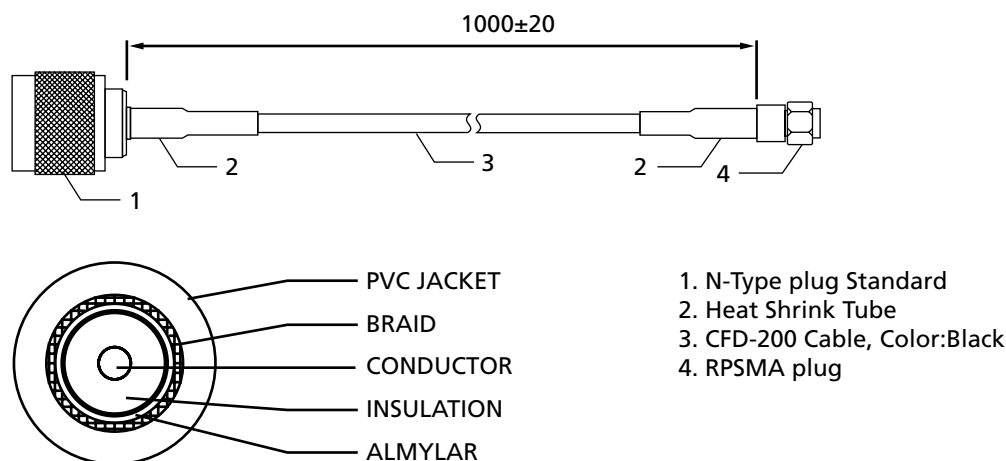 1000±20
2
3
2
4
1
PVC JACKET
BRAID
CONDUCTOR
INSULATION
ALMYLAR
1. N-Type plug Standard
2. Heat Shrink Tube
3. CFD-200 Cable, Color:Black
4. RPSMA plug